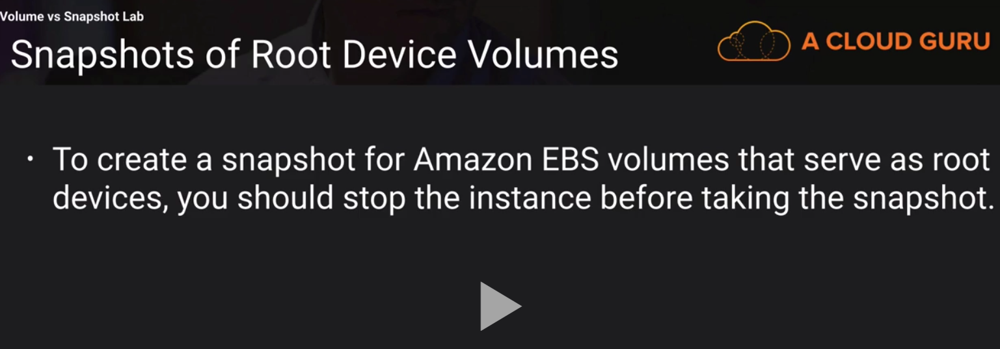 Volume vs Snapshot Lab
Snapshots of Root Device Volumes
A CLOUD GURU
• To create a snapshot for Amazon EBS volumes that serve as root
devices, you should stop the instance before taking the snapshot.